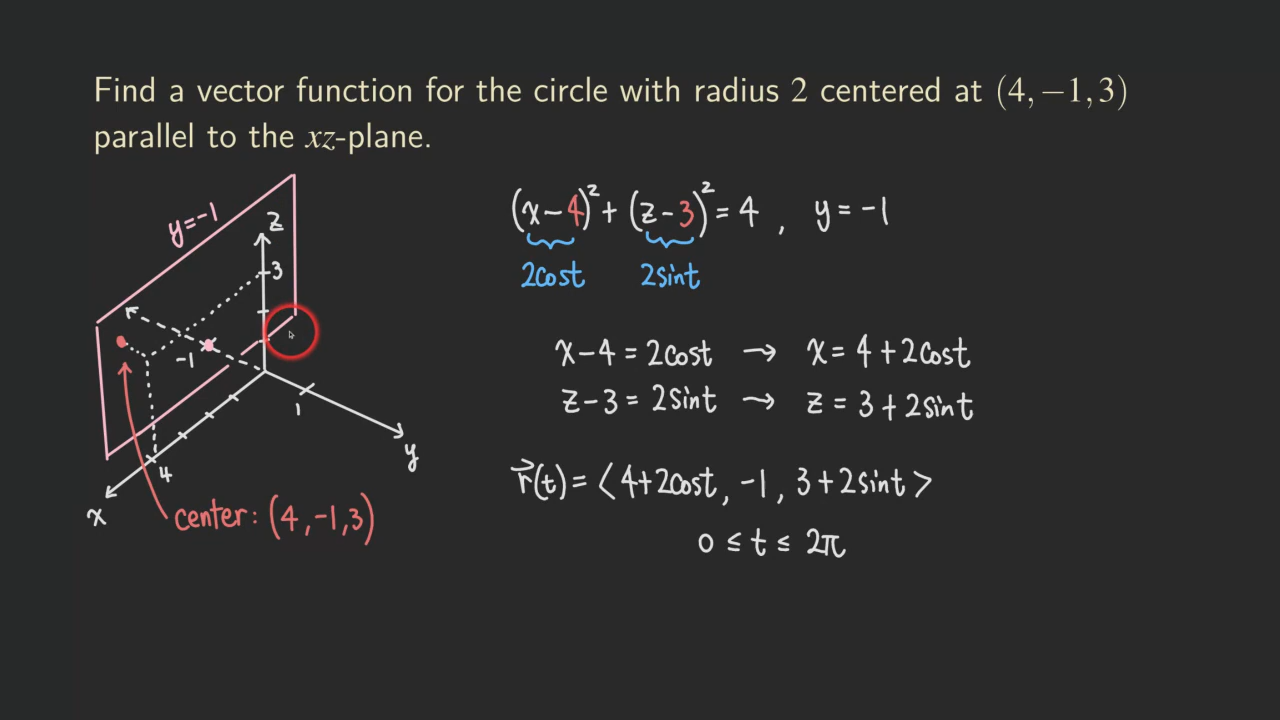 Find a vector function for the circle with radius 2 centered at (4, −1, 3)
parallel to the xz-plane.
y=-1
z
3
-1
1
y
4
x
center: (4,-1,3)
(x-4)² + (z-3)² = 4 , y = -1
2cost 2sint
x-4 = 2cost → x = 4+2cost
z-3 = 2sint → z = 3+2sint
r⃗(t) = ⟨4+2cost, -1, 3+2sint⟩
0 ≤ t ≤ 2π